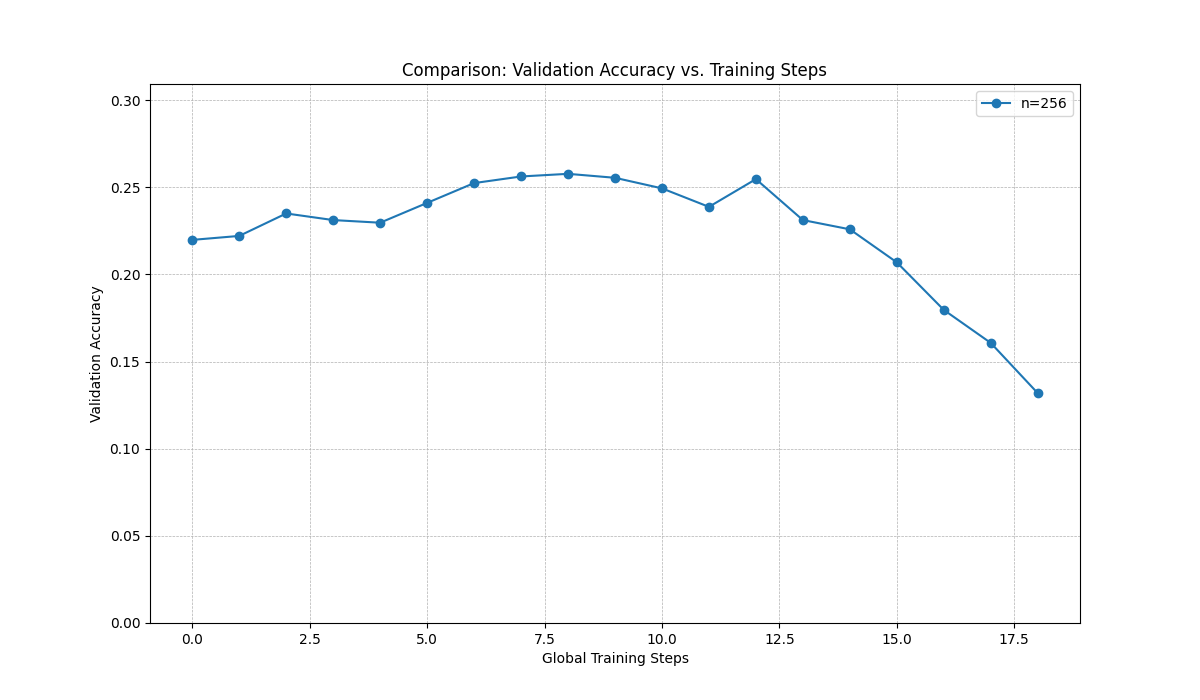 Comparison: Validation Accuracy vs. Training Steps
n=256
0.30
0.25
0.20
0.15
0.10
0.05
0.00
Validation Accuracy
0.0 2.5 5.0 7.5 10.0 12.5 15.0 17.5
Global Training Steps